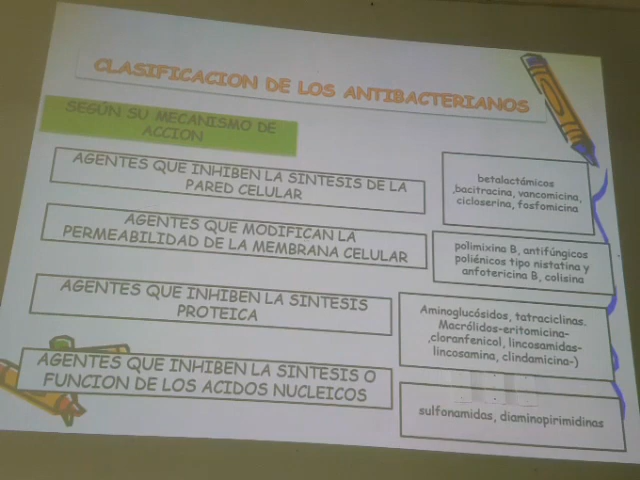 CLASIFICACION DE LOS ANTIBACTERIANOS
SEGÚN SU MECANISMO DE
ACCION
AGENTES QUE INHIBEN LA SINTESIS DE LA
PARED CELULAR
betalactámicos
,bacitracina, vancomicina,
cicloserina, fosfomicina
AGENTES QUE MODIFICAN LA
PERMEABILIDAD DE LA MEMBRANA CELULAR
polimixina B, antifúngicos
poliénicos tipo nistatina y
anfotericina B, colisina
AGENTES QUE INHIBEN LA SINTESIS
PROTEICA
Aminoglucósidos, tatraciclinas.
Macrólidos-eritomicina-
,cloranfenicol, lincosamidas-
lincosamina, clindamicina-)
AGENTES QUE INHIBEN LA SINTESIS O
FUNCION DE LOS ACIDOS NUCLEICOS
sulfonamidas, diaminopirimidinas